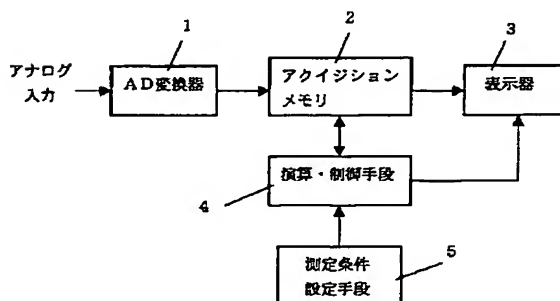 1
2
3
アナログ
入力
AD変換器
アクイジション
メモリ
表示器
演算・制御手段
4
測定条件
設定手段
5